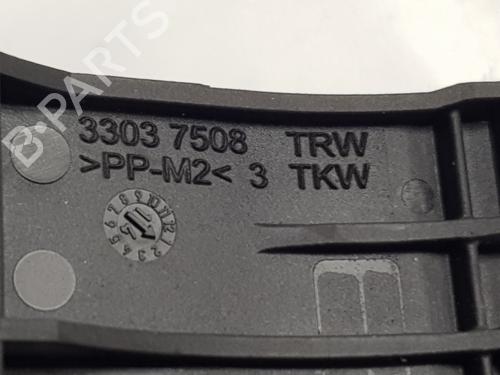 B-PARTS
3303 7508 TRW
>PP-M2< 3 TKW